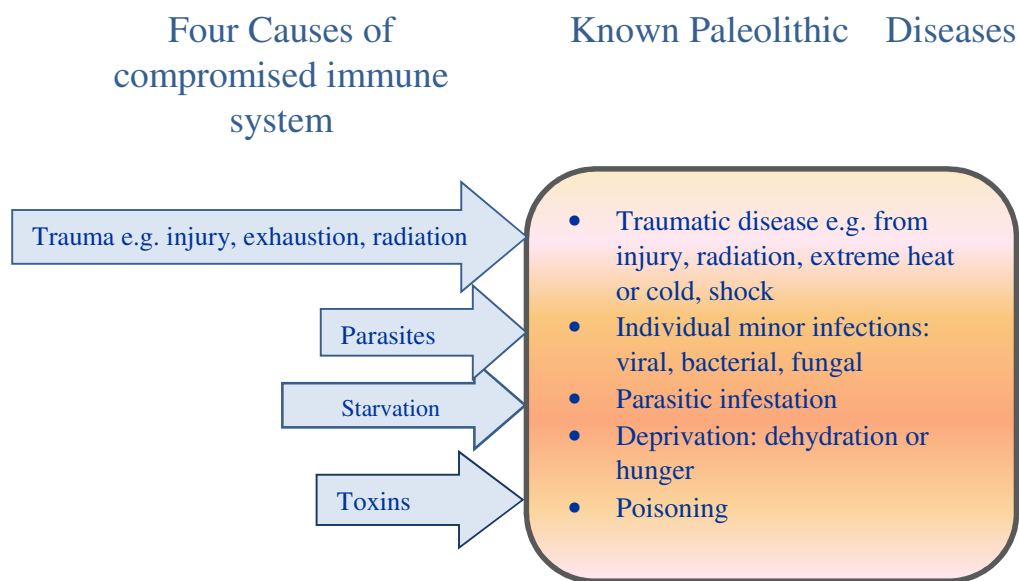 Four Causes of
compromised immune
system
Known Paleolithic Diseases
Trauma e.g. injury, exhaustion, radiation
Parasites
Starvation
Toxins
• Traumatic disease e.g. from
injury, radiation, extreme heat
or cold, shock
• Individual minor infections:
viral, bacterial, fungal
• Parasitic infestation
• Deprivation: dehydration or
hunger
• Poisoning